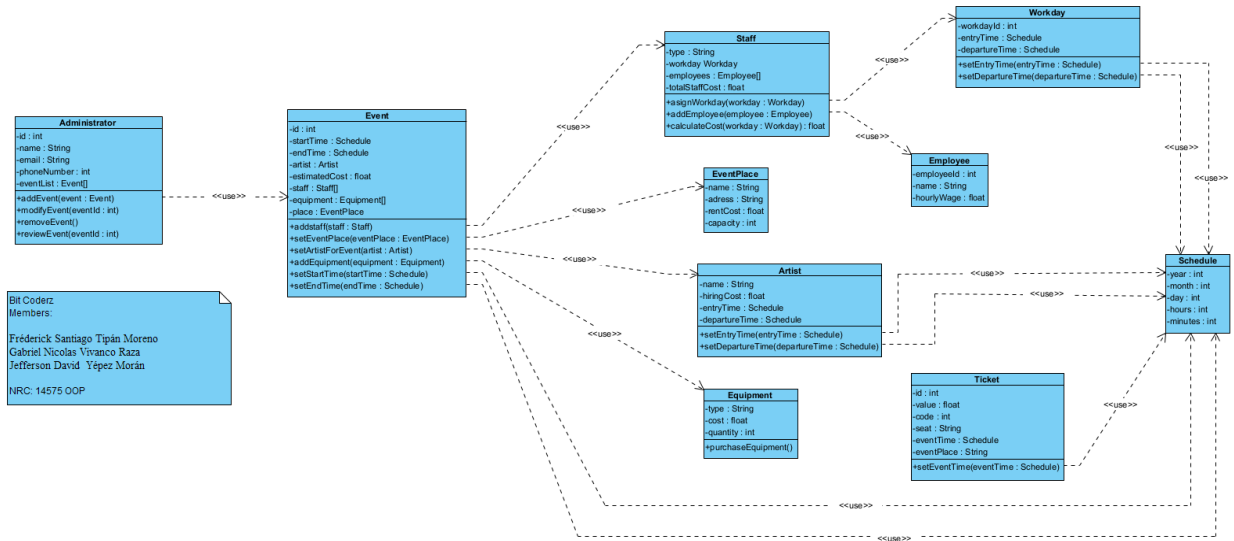 Administrator
-id : int
-name : String
-email : String
-phoneNumber : int
-eventList : Event[]
+addEvent(event : Event)
+modifyEvent(eventId : int)
+removeEvent()
+reviewEvent(eventId : int)
<<use>>
Bit Coderz
Members:
Fréderick Santiago Tipán Moreno
Gabriel Nicolas Vivanco Raza
Jefferson David Yépez Morán
NRC: 14575 OOP
Event
-id : int
-startTime : Schedule
-endTime : Schedule
-artist : Artist
-estimatedCost : float
-staff : Staff[]
-equipment : Equipment[]
-place : EventPlace
+addstaff(staff : Staff)
+setEventPlace(eventPlace : EventPlace)
+setArtistForEvent(artist : Artist)
+addEquipment(equipment : Equipment)
+setStartTime(startTime : Schedule)
+setEndTime(endTime : Schedule)
<<use>>
<<use>>
<<use>>
<<use>>
Staff
-type : String
-workday Workday
-employees : Employee[]
-totalStaffCost : float
+asignWorkday(workday : Workday)
+addEmployee(employee : Employee)
+calculateCost(workday : Workday) : float
<<use>>
<<use>>
Workday
-workdayId : int
-entryTime : Schedule
-departureTime : Schedule
+setEntryTime(entryTime : Schedule)
+setDepartureTime(departureTime : Schedule)
<<use>>
<<use>>
Employee
-employeeId : int
-name : String
-hourlyWage : float
EventPlace
-name : String
-adress : String
-rentCost : float
-capacity : int
Artist
-name : String
-hiringCost : float
-entryTime : Schedule
-departureTime : Schedule
+setEntryTime(entryTime : Schedule)
+setDepartureTime(departureTime : Schedule)
<<use>>
<<use>>
Schedule
-year : int
-month : int
-day : int
-hours : int
-minutes : int
Equipment
-type : String
-cost : float
-quantity : int
+purchaseEquipment()
Ticket
-id : int
-value : float
-code : int
-seat : String
-eventTime : Schedule
-eventPlace : String
+setEventTime(eventTime : Schedule)
<<use>>
<<use>>
<<use>>